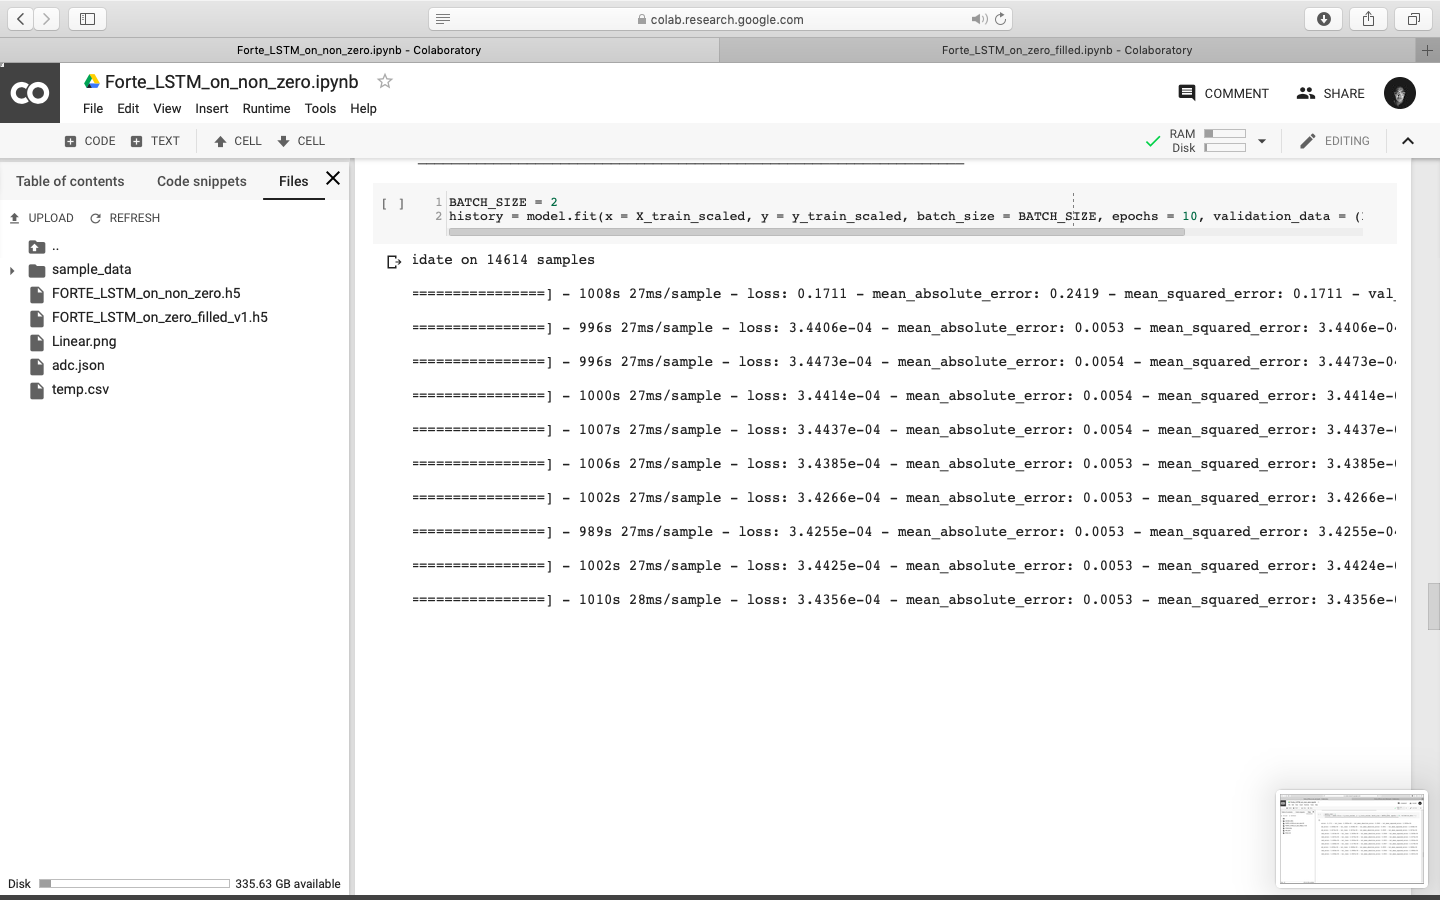 colab.research.google.com
Forte_LSTM_on_non_zero.ipynb - Colaboratory
Forte_LSTM_on_zero_filled.ipynb - Colaboratory
CO
Forte_LSTM_on_non_zero.ipynb
File Edit View Insert Runtime Tools Help
COMMENT
SHARE
CODE TEXT CELL CELL
RAM
Disk
EDITING
Table of contents Code snippets Files
UPLOAD REFRESH
..
sample_data
FORTE_LSTM_on_non_zero.h5
FORTE_LSTM_on_zero_filled_v1.h5
Linear.png
adc.json
temp.csv
Disk 335.63 GB available
[ ]
1 BATCH_SIZE = 2
2 history = model.fit(x = X_train_scaled, y = y_train_scaled, batch_size = BATCH_SIZE, epochs = 10, validation_data = (
idate on 14614 samples
================] - 1008s 27ms/sample - loss: 0.1711 - mean_absolute_error: 0.2419 - mean_squared_error: 0.1711 - val_
================] - 996s 27ms/sample - loss: 3.4406e-04 - mean_absolute_error: 0.0053 - mean_squared_error: 3.4406e-04
================] - 996s 27ms/sample - loss: 3.4473e-04 - mean_absolute_error: 0.0054 - mean_squared_error: 3.4473e-04
================] - 1000s 27ms/sample - loss: 3.4414e-04 - mean_absolute_error: 0.0054 - mean_squared_error: 3.4414e-
================] - 1007s 27ms/sample - loss: 3.4437e-04 - mean_absolute_error: 0.0054 - mean_squared_error: 3.4437e-
================] - 1006s 27ms/sample - loss: 3.4385e-04 - mean_absolute_error: 0.0053 - mean_squared_error: 3.4385e-
================] - 1002s 27ms/sample - loss: 3.4266e-04 - mean_absolute_error: 0.0053 - mean_squared_error: 3.4266e-
================] - 989s 27ms/sample - loss: 3.4255e-04 - mean_absolute_error: 0.0053 - mean_squared_error: 3.4255e-04
================] - 1002s 27ms/sample - loss: 3.4425e-04 - mean_absolute_error: 0.0053 - mean_squared_error: 3.4424e-
================] - 1010s 28ms/sample - loss: 3.4356e-04 - mean_absolute_error: 0.0053 - mean_squared_error: 3.4356e-